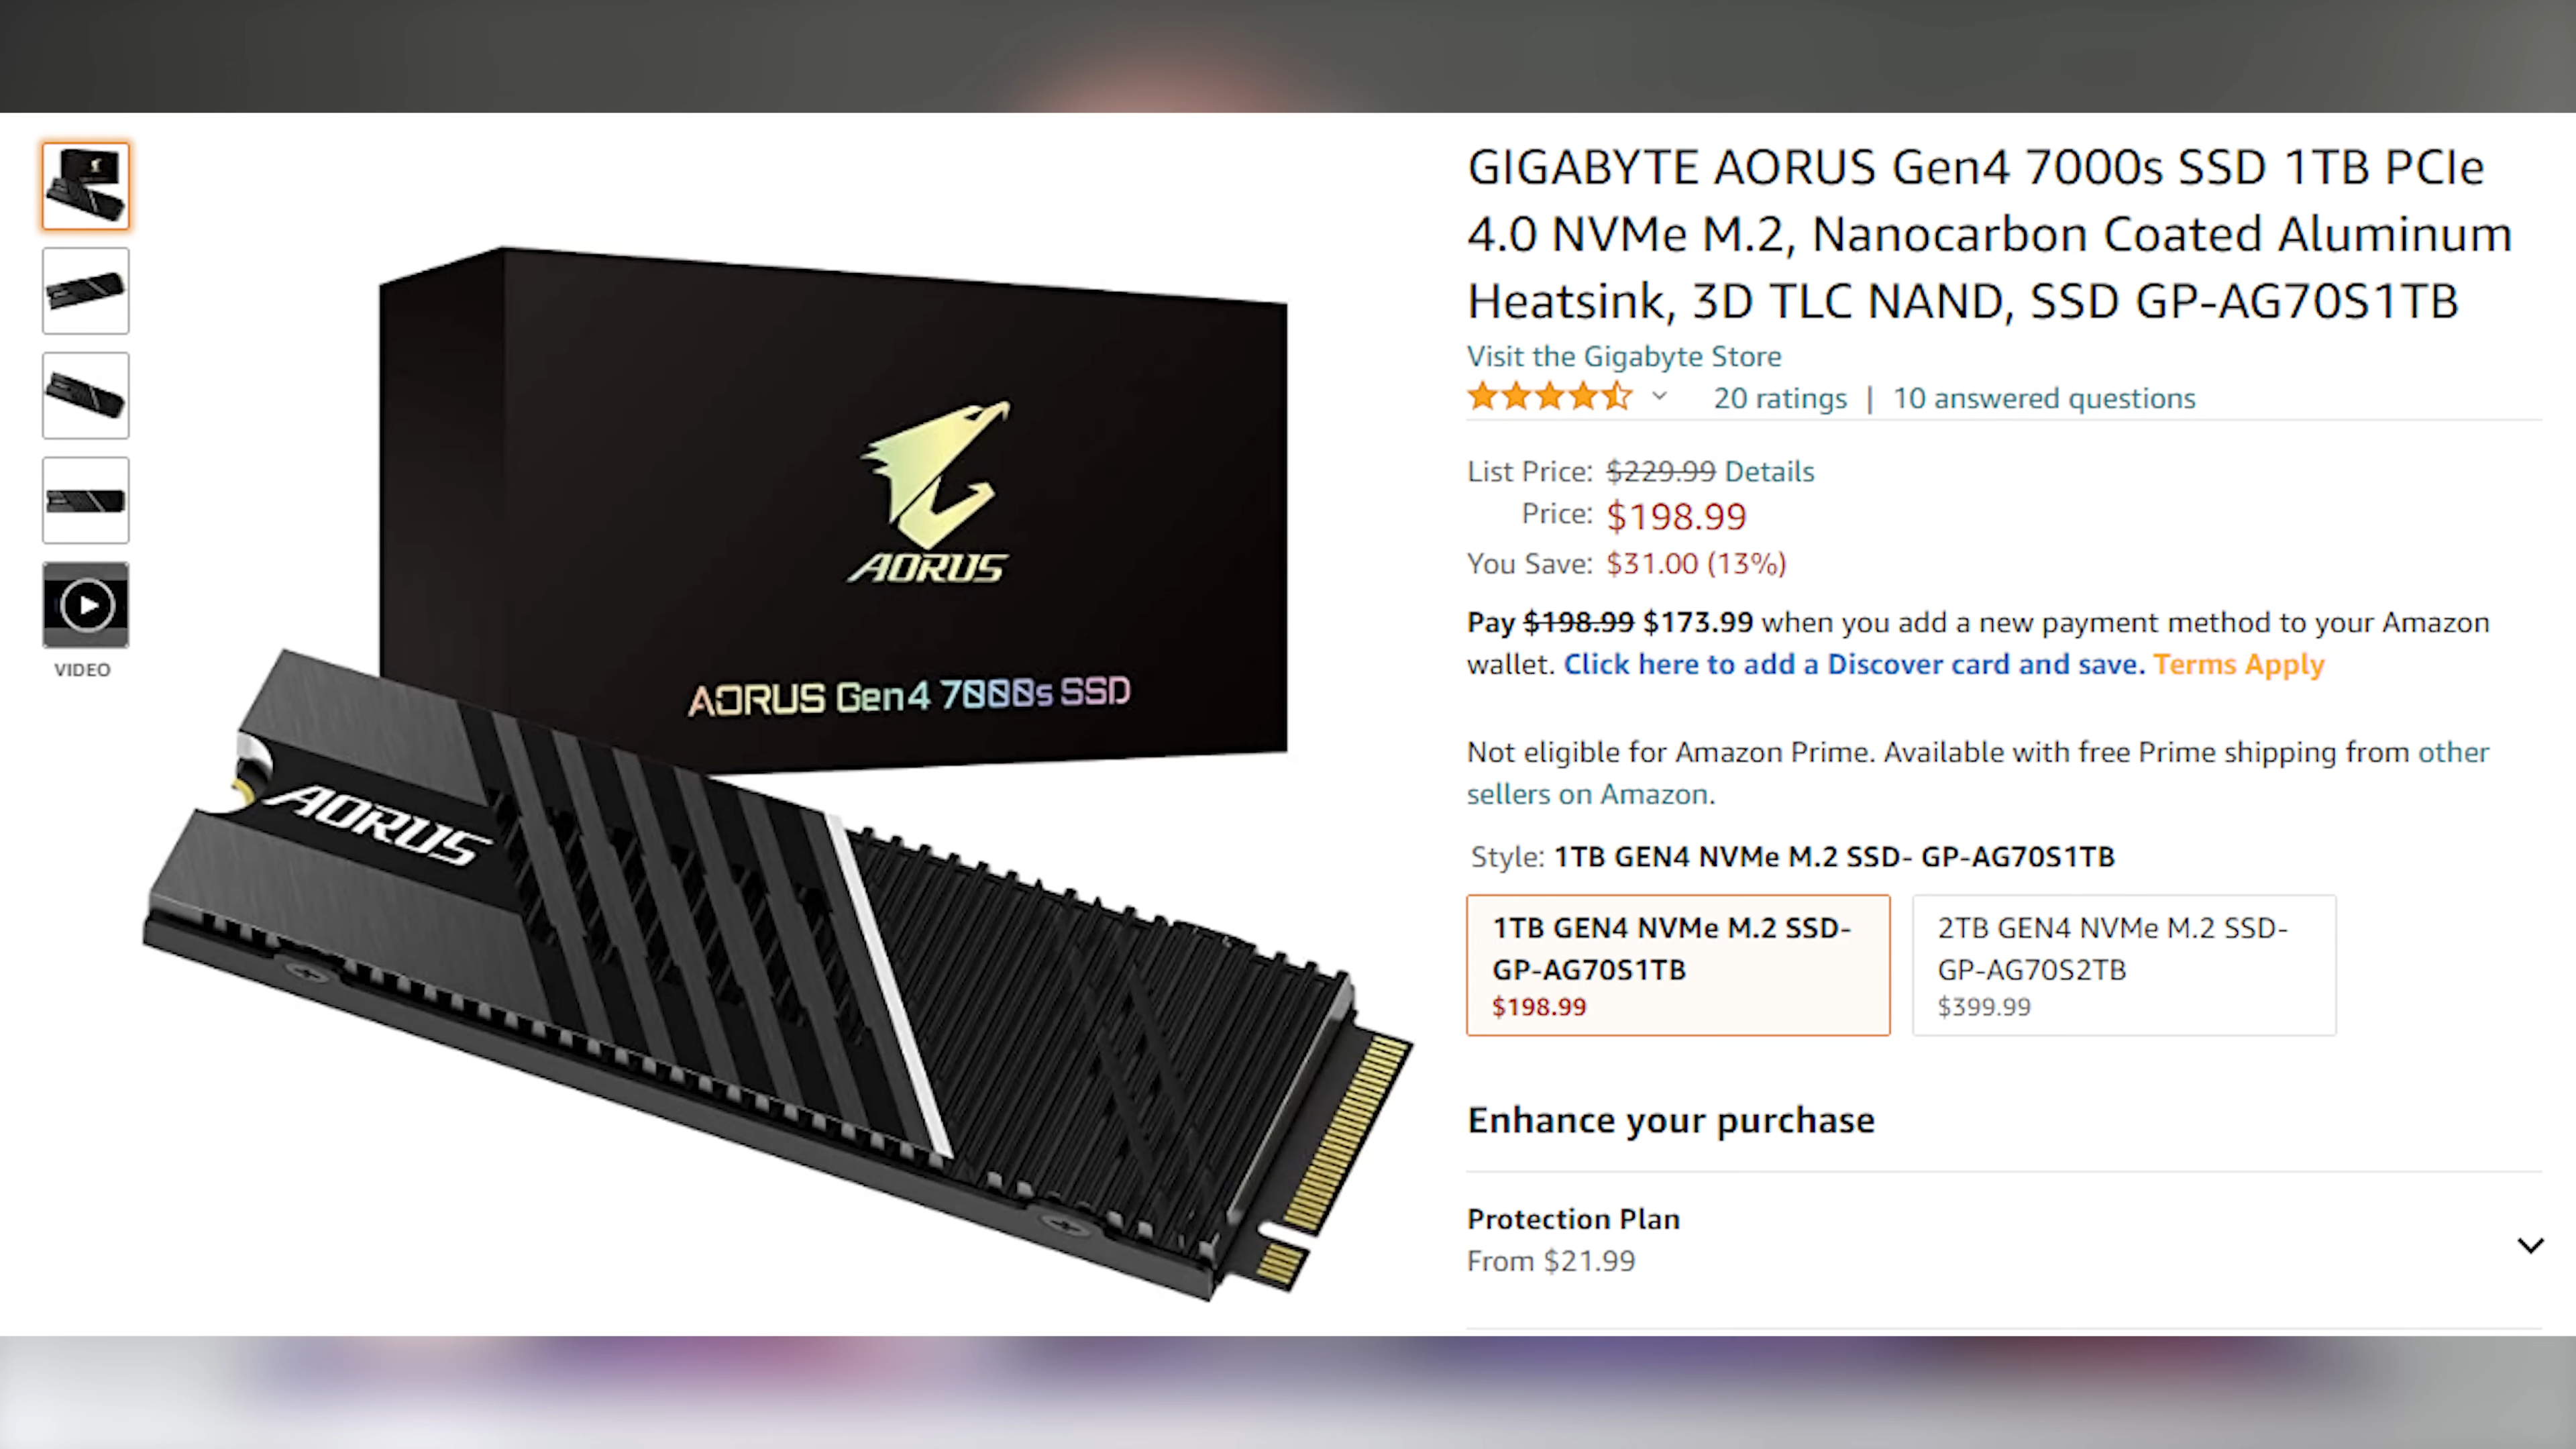 GIGABYTE AORUS Gen4 7000s SSD 1TB PCIe
4.0 NVMe M.2, Nanocarbon Coated Aluminum
Heatsink, 3D TLC NAND, SSD GP-AG70S1TB
Visit the Gigabyte Store
20 ratings | 10 answered questions
List Price: $229.99 Details
Price: $198.99
You Save: $31.00 (13%)
Pay $198.99 $173.99 when you add a new payment method to your Amazon
wallet. Click here to add a Discover card and save. Terms Apply
Not eligible for Amazon Prime. Available with free Prime shipping from other
sellers on Amazon.
Style: 1TB GEN4 NVMe M.2 SSD- GP-AG70S1TB
1TB GEN4 NVMe M.2 SSD-
GP-AG70S1TB
$198.99
2TB GEN4 NVMe M.2 SSD-
GP-AG70S2TB
$399.99
Enhance your purchase
Protection Plan
From $21.99
VIDEO
AORUS
AORUS Gen4 7000s SSD
AORUS